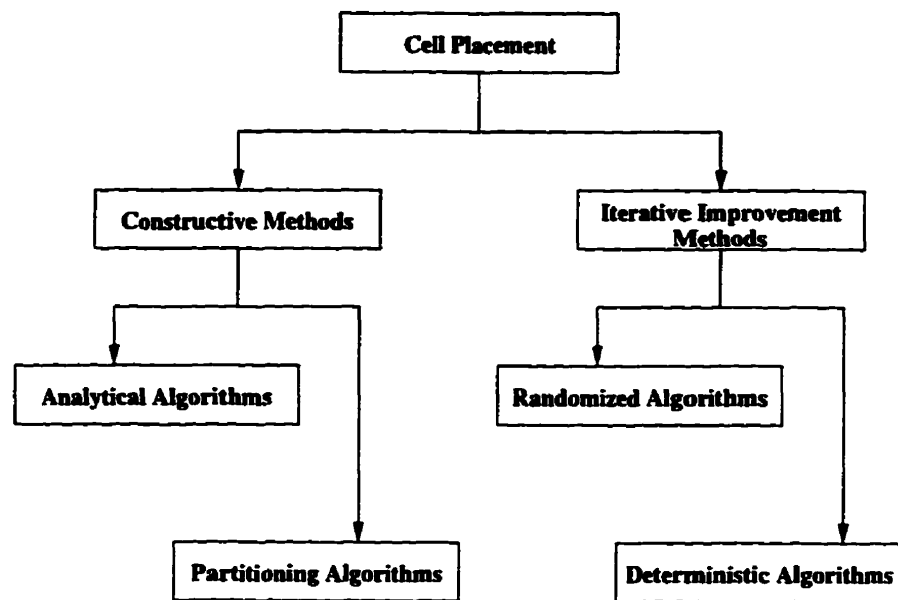 Cell Placement
Constructive Methods
Iterative Improvement
Methods
Analytical Algorithms
Randomized Algorithms
Partitioning Algorithms
Deterministic Algorithms